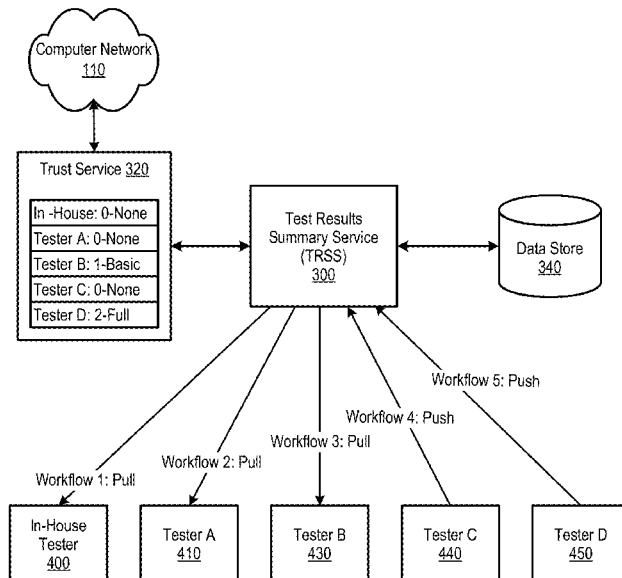 Computer Network
110
Trust Service 320
In -House: 0-None
Tester A: 0-None
Tester B: 1-Basic
Tester C: 0-None
Tester D: 2-Full
Test Results
Summary Service
(TRSS)
300
Data Store
340
Workflow 5: Push
Workflow 4: Push
Workflow 3: Pull
Workflow 2: Pull
Workflow 1: Pull
In-House
Tester
400
Tester A
410
Tester B
430
Tester C
440
Tester D
450